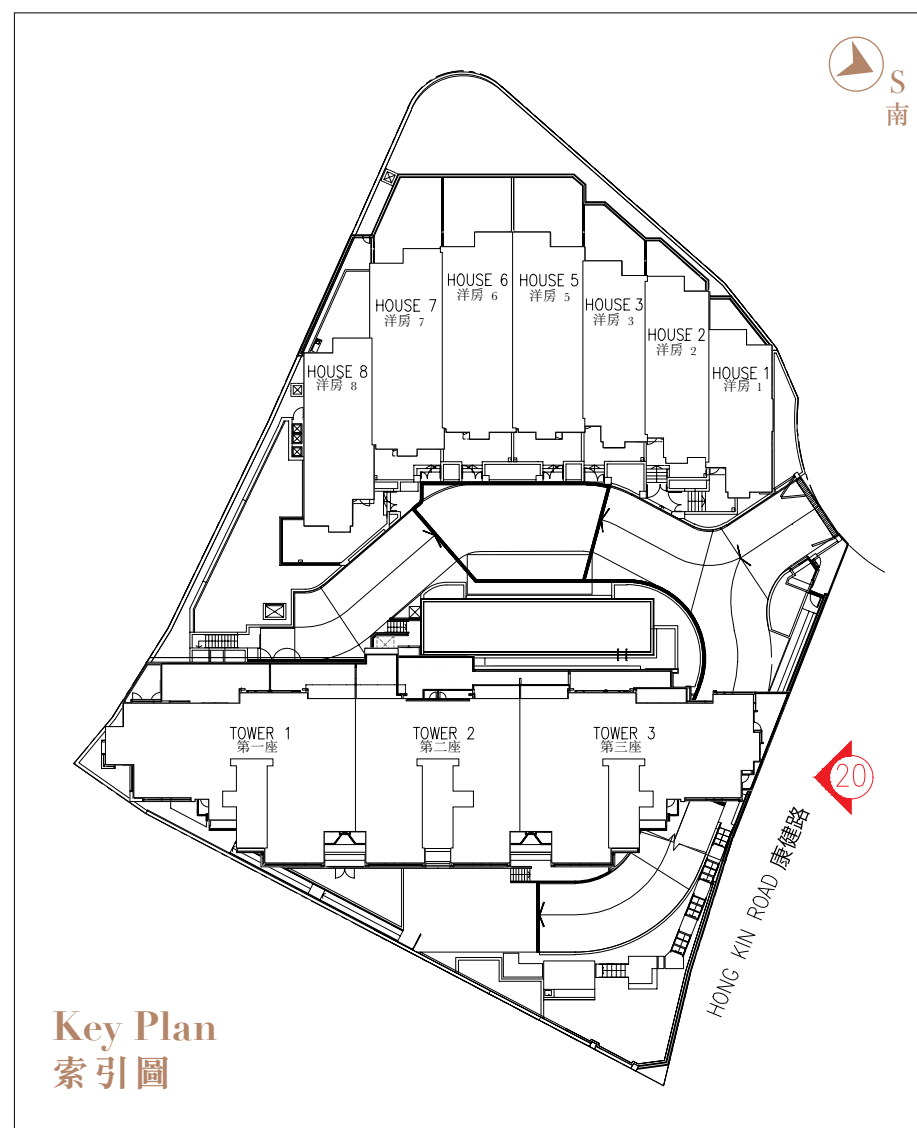 S
南
HOUSE 6
洋房 6
HOUSE 5
洋房 5
HOUSE 7
洋房 7
HOUSE 3
洋房 3
HOUSE 2
洋房 2
HOUSE 8
洋房 8
HOUSE 1
洋房 1
TOWER 1
第一座
TOWER 2
第二座
TOWER 3
第三座
20
HONG KIN ROAD 康健路
Key Plan
索引圖